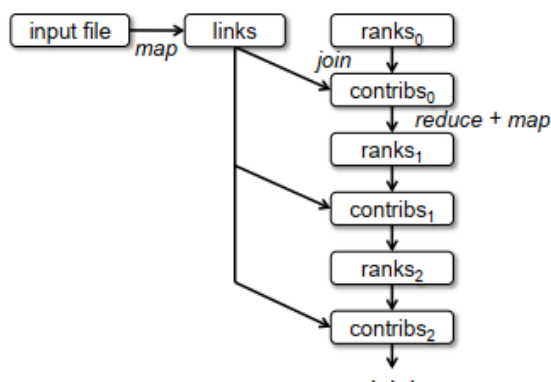 input file
map
links
ranks0
join
contribs0
reduce + map
ranks1
contribs1
ranks2
contribs2